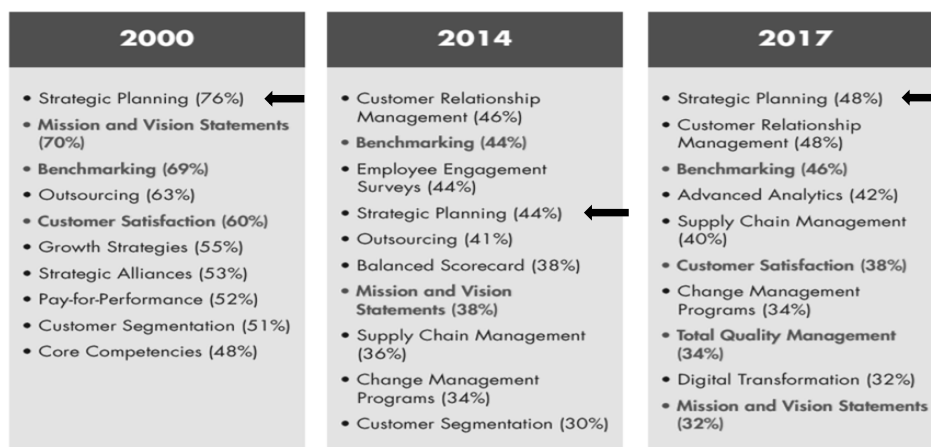 2000
• Strategic Planning (76%)
• Mission and Vision Statements
(70%)
• Benchmarking (69%)
• Outsourcing (63%)
• Customer Satisfaction (60%)
• Growth Strategies (55%)
• Strategic Alliances (53%)
• Pay-for-Performance (52%)
• Customer Segmentation (51%)
• Core Competencies (48%)
2014
• Customer Relationship
Management (46%)
• Benchmarking (44%)
• Employee Engagement
Surveys (44%)
• Strategic Planning (44%)
• Outsourcing (41%)
• Balanced Scorecard (38%)
• Mission and Vision
Statements (38%)
• Supply Chain Management
(36%)
• Change Management
Programs (34%)
• Customer Segmentation (30%)
2017
• Strategic Planning (48%)
• Customer Relationship
Management (48%)
• Benchmarking (46%)
• Advanced Analytics (42%)
• Supply Chain Management
(40%)
• Customer Satisfaction (38%)
• Change Management
Programs (34%)
• Total Quality Management
(34%)
• Digital Transformation (32%)
• Mission and Vision Statements
(32%)